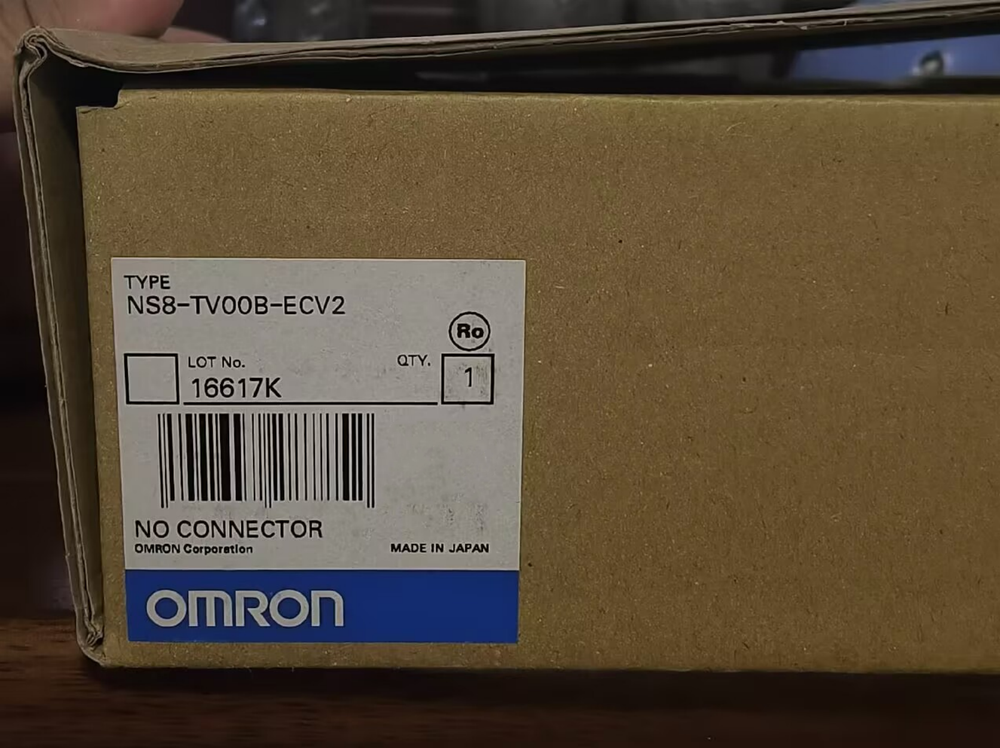 TYPE
NS8-TV00B-ECV2
Ro
LOT No.
QTY.
16617K
1
NO CONNECTOR
OMRON Corporation
MADE IN JAPAN
OMRON